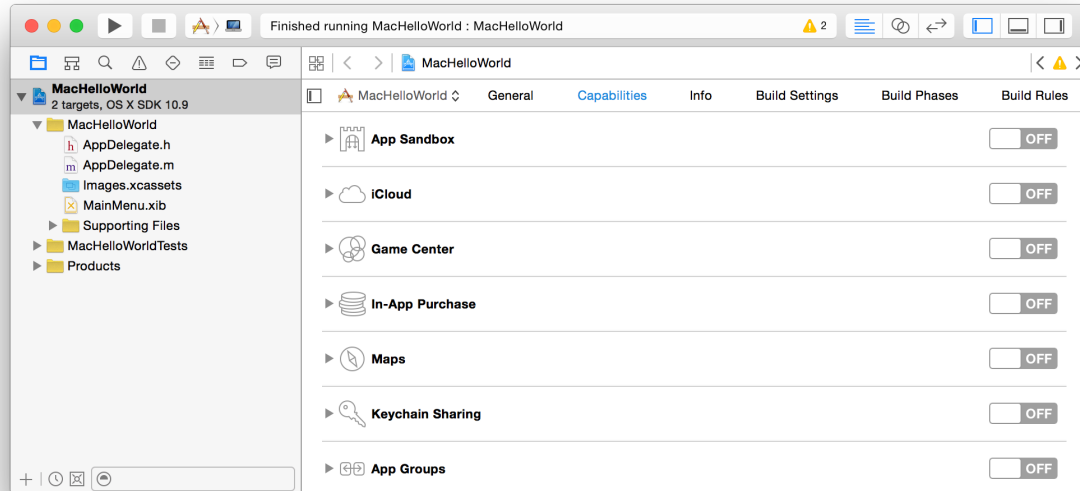 Finished running MacHelloWorld : MacHelloWorld
2
MacHelloWorld
MacHelloWorld
2 targets, OS X SDK 10.9
MacHelloWorld
h AppDelegate.h
m AppDelegate.m
Images.xcassets
MainMenu.xib
Supporting Files
MacHelloWorldTests
Products
MacHelloWorld General Capabilities Info Build Settings Build Phases Build Rules
App Sandbox OFF
iCloud OFF
Game Center OFF
In-App Purchase OFF
Maps OFF
Keychain Sharing OFF
App Groups OFF